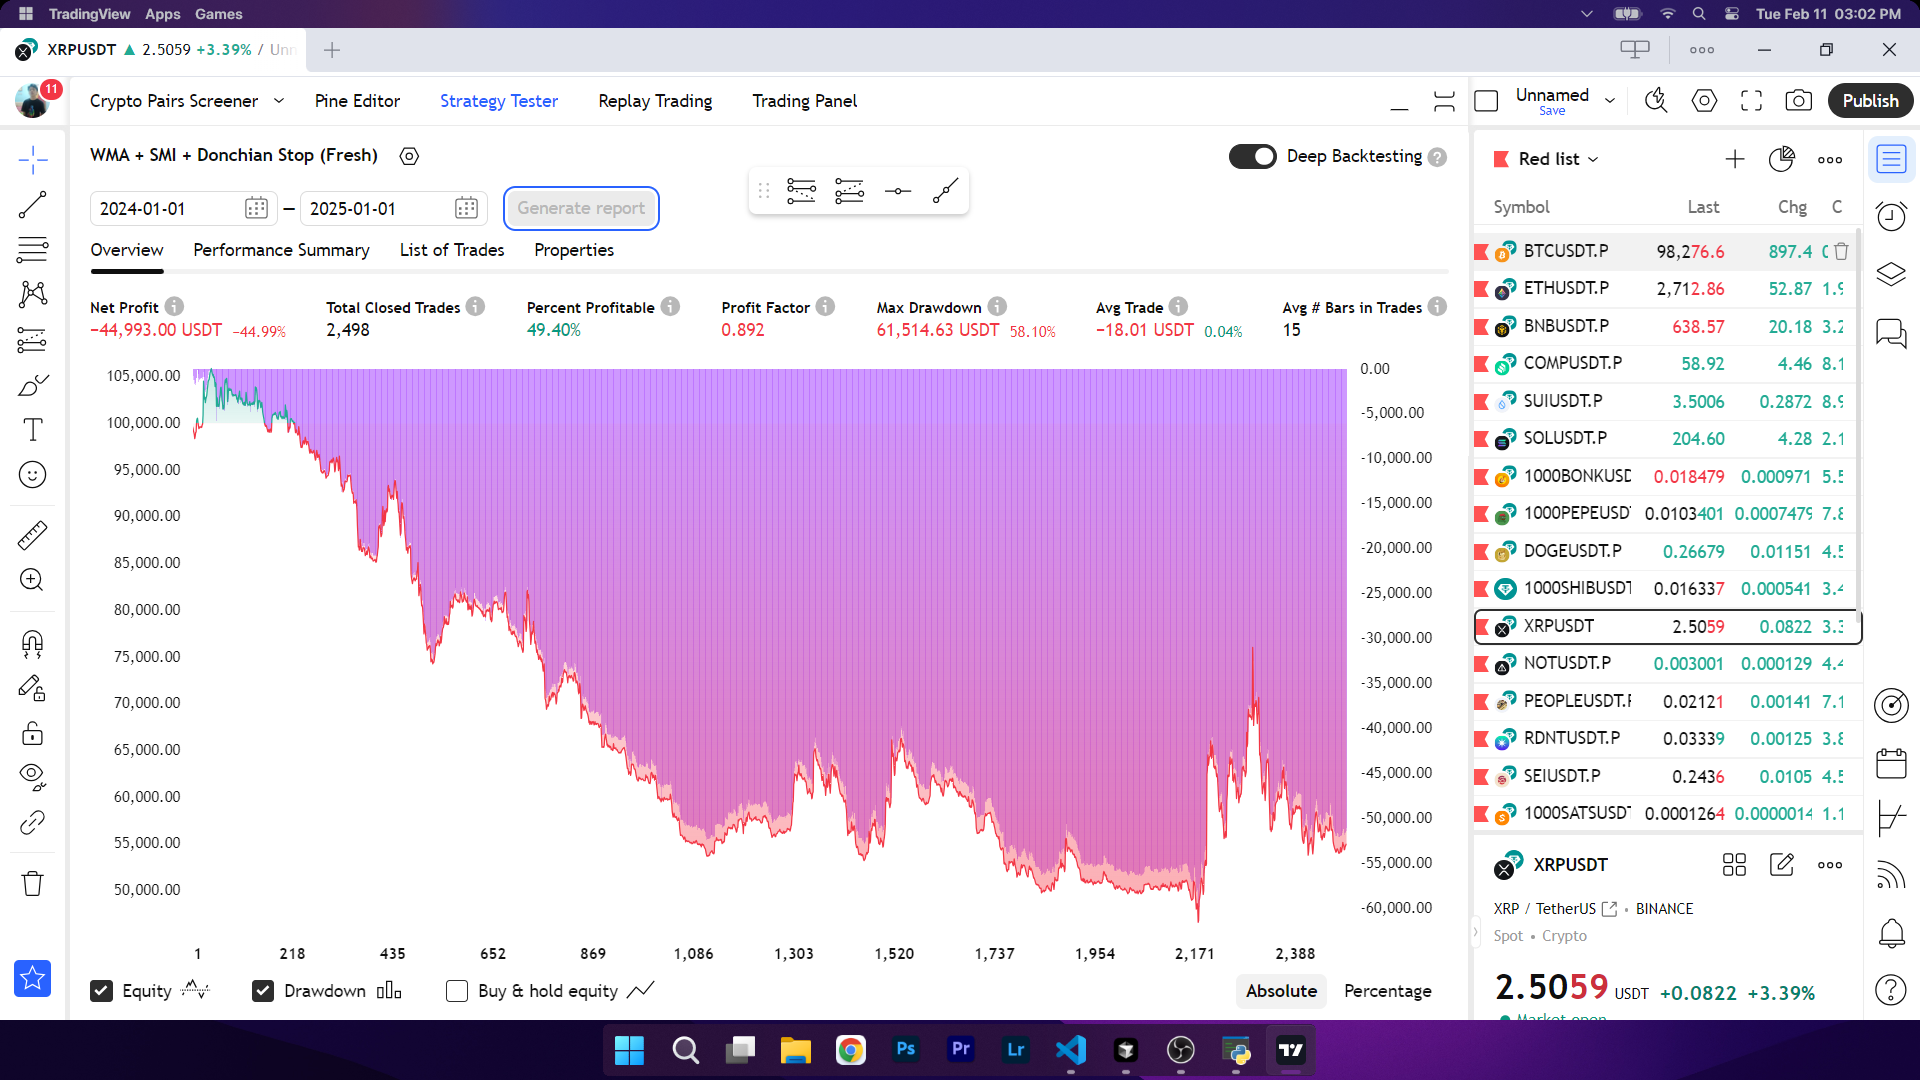 TradingView Apps Games Tue Feb 11 03:02 PM
XRPUSDT ▲ 2.5059 +3.39% / Unn
11
Crypto Pairs Screener Pine Editor Strategy Tester Replay Trading Trading Panel
Unnamed
Save
Publish
WMA + SMI + Donchian Stop (Fresh)
Deep Backtesting ?
2024-01-01 – 2025-01-01 Generate report
Overview Performance Summary List of Trades Properties
Net Profit Total Closed Trades Percent Profitable Profit Factor Max Drawdown Avg Trade Avg # Bars in Trades
−44,993.00 USDT −44.99% 2,498 49.40% 0.892 61,514.63 USDT 58.10% −18.01 USDT 0.04% 15
105,000.00
100,000.00
95,000.00
90,000.00
85,000.00
80,000.00
75,000.00
70,000.00
65,000.00
60,000.00
55,000.00
50,000.00
0.00
-5,000.00
-10,000.00
-15,000.00
-20,000.00
-25,000.00
-30,000.00
-35,000.00
-40,000.00
-45,000.00
-50,000.00
-55,000.00
-60,000.00
1 218 435 652 869 1,086 1,303 1,520 1,737 1,954 2,171 2,388
Equity Drawdown Buy & hold equity Absolute Percentage
Red list
Symbol Last Chg C
BTCUSDT.P 98,276.6 897.4
ETHUSDT.P 2,712.86 52.87 1.9
BNBUSDT.P 638.57 20.18 3.2
COMPUSDT.P 58.92 4.46 8.1
SUIUSDT.P 3.5006 0.2872 8.9
SOLUSDT.P 204.60 4.28 2.1
1000BONKUSD 0.018479 0.000971 5.5
1000PEPEUSDT 0.0103401 0.0007479 7.8
DOGEUSDT.P 0.26679 0.01151 4.5
1000SHIBUSDT 0.016337 0.000541 3.4
XRPUSDT 2.5059 0.0822 3.3
NOTUSDT.P 0.003001 0.000129 4.4
PEOPLEUSDT.P 0.02121 0.00141 7.1
RDNTUSDT.P 0.03339 0.00125 3.8
SEIUSDT.P 0.2436 0.0105 4.5
1000SATSUSDT 0.0001264 0.0000014 1.1
XRPUSDT
XRP / TetherUS • BINANCE
Spot • Crypto
2.5059 USDT +0.0822 +3.39%
Market open
Ps Pr Lr